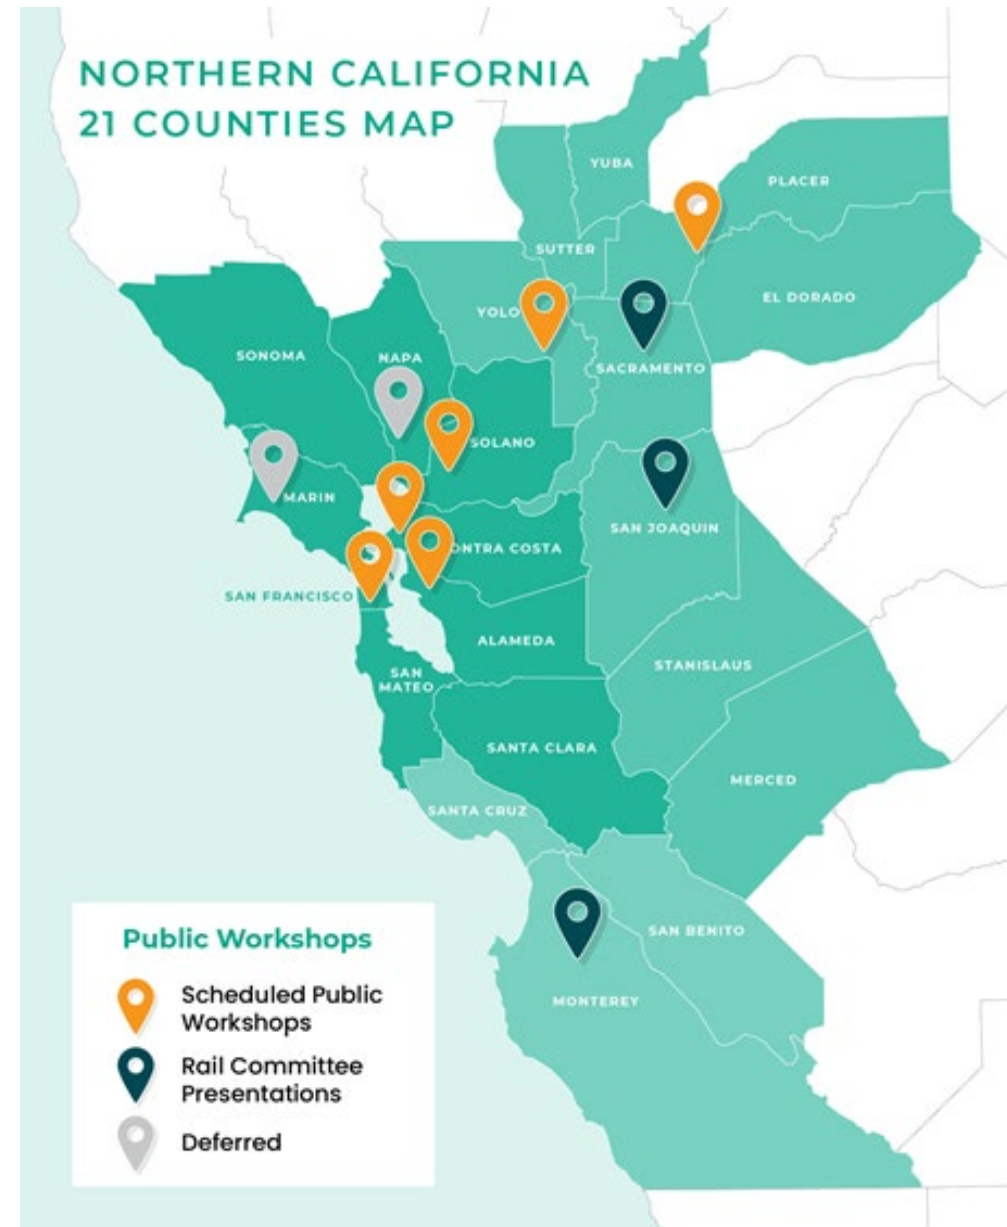 NORTHERN CALIFORNIA
21 COUNTIES MAP
YUBA
PLACER
SUTTER
EL DORADO
YOLO
SONOMA
NAPA
SACRAMENTO
SOLANO
MARIN
SAN JOAQUIN
ONTRA COSTA
SAN FRANCISCO
ALAMEDA
STANISLAUS
SAN
MATEO
SANTA CLARA
MERCED
SANTA CRUZ
SAN BENITO
MONTEREY
Public Workshops
Scheduled Public
Workshops
Rail Committee
Presentations
Deferred